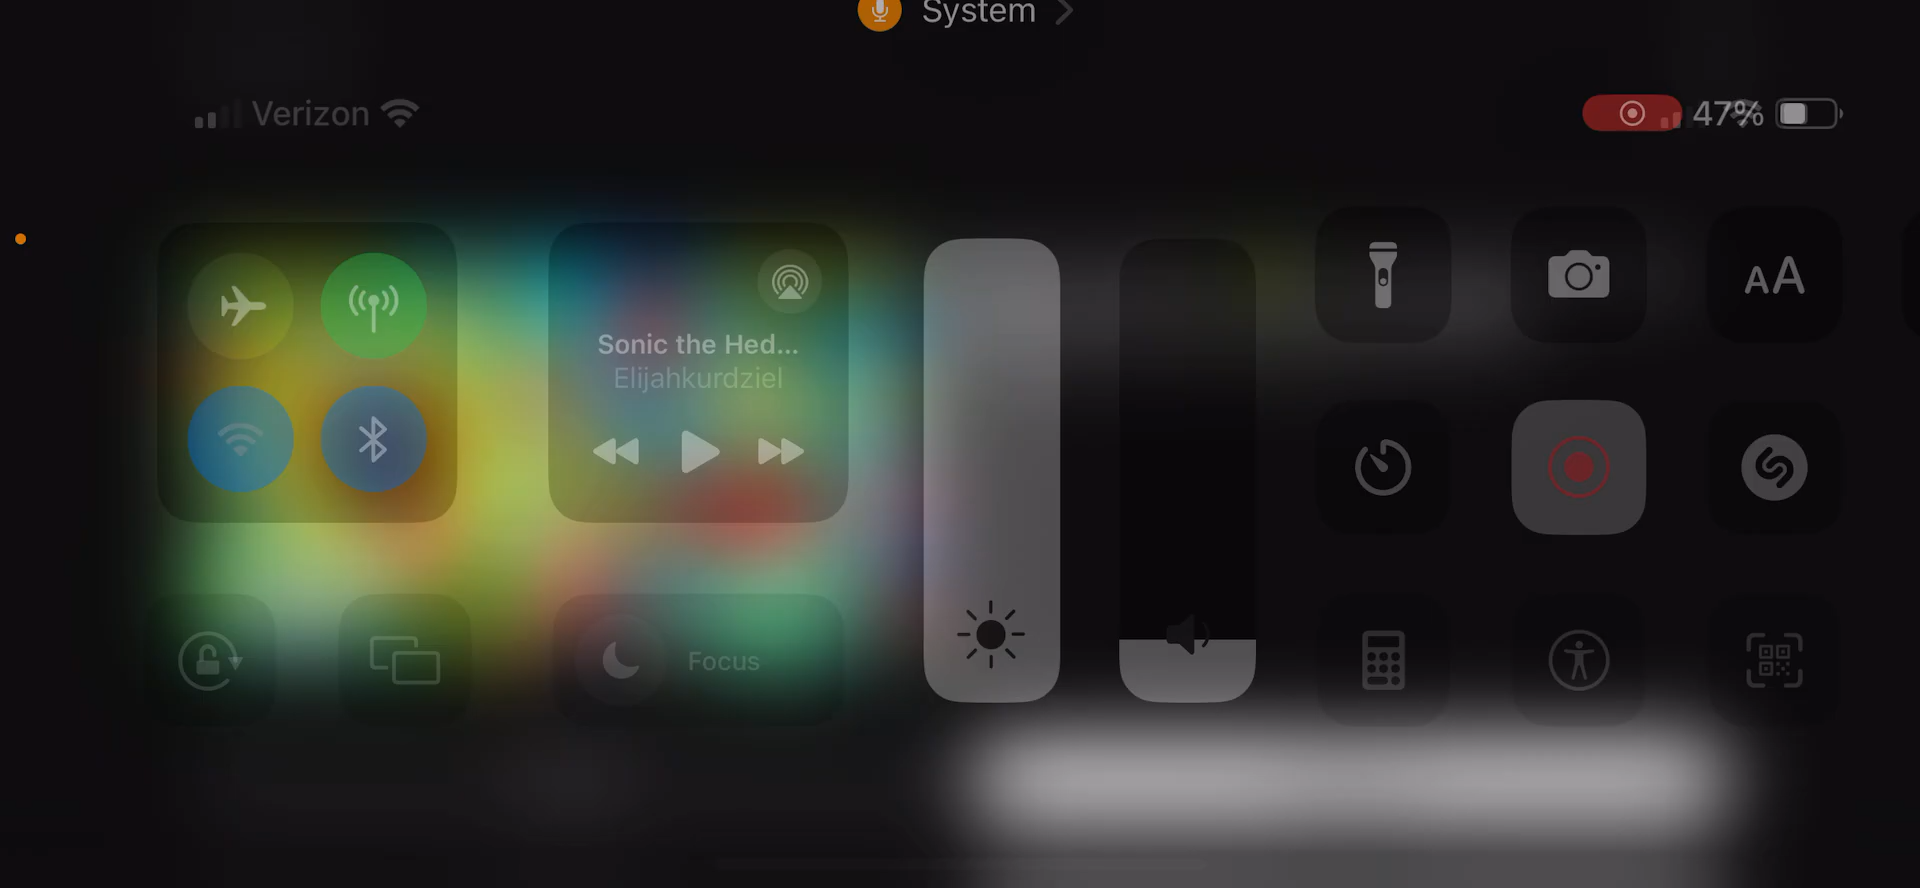 System
Verizon
47%
Sonic the Hed...
Elijahkurdziel
AA
Focus